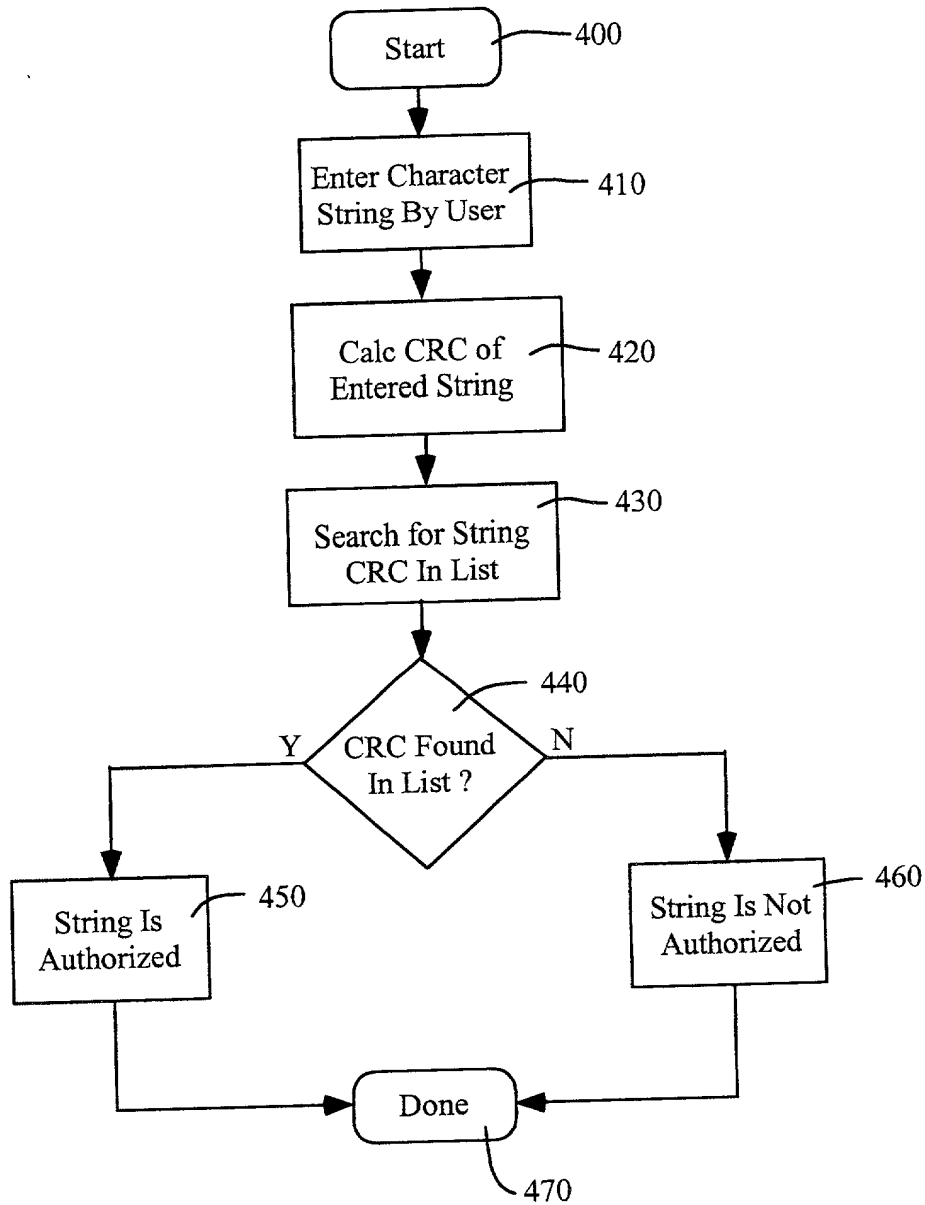 Start
400
Enter Character
String By User
410
Calc CRC of
Entered String
420
Search for String
CRC In List
430
440
Y
CRC Found
In List ?
N
String Is
Authorized
450
String Is Not
Authorized
460
Done
470